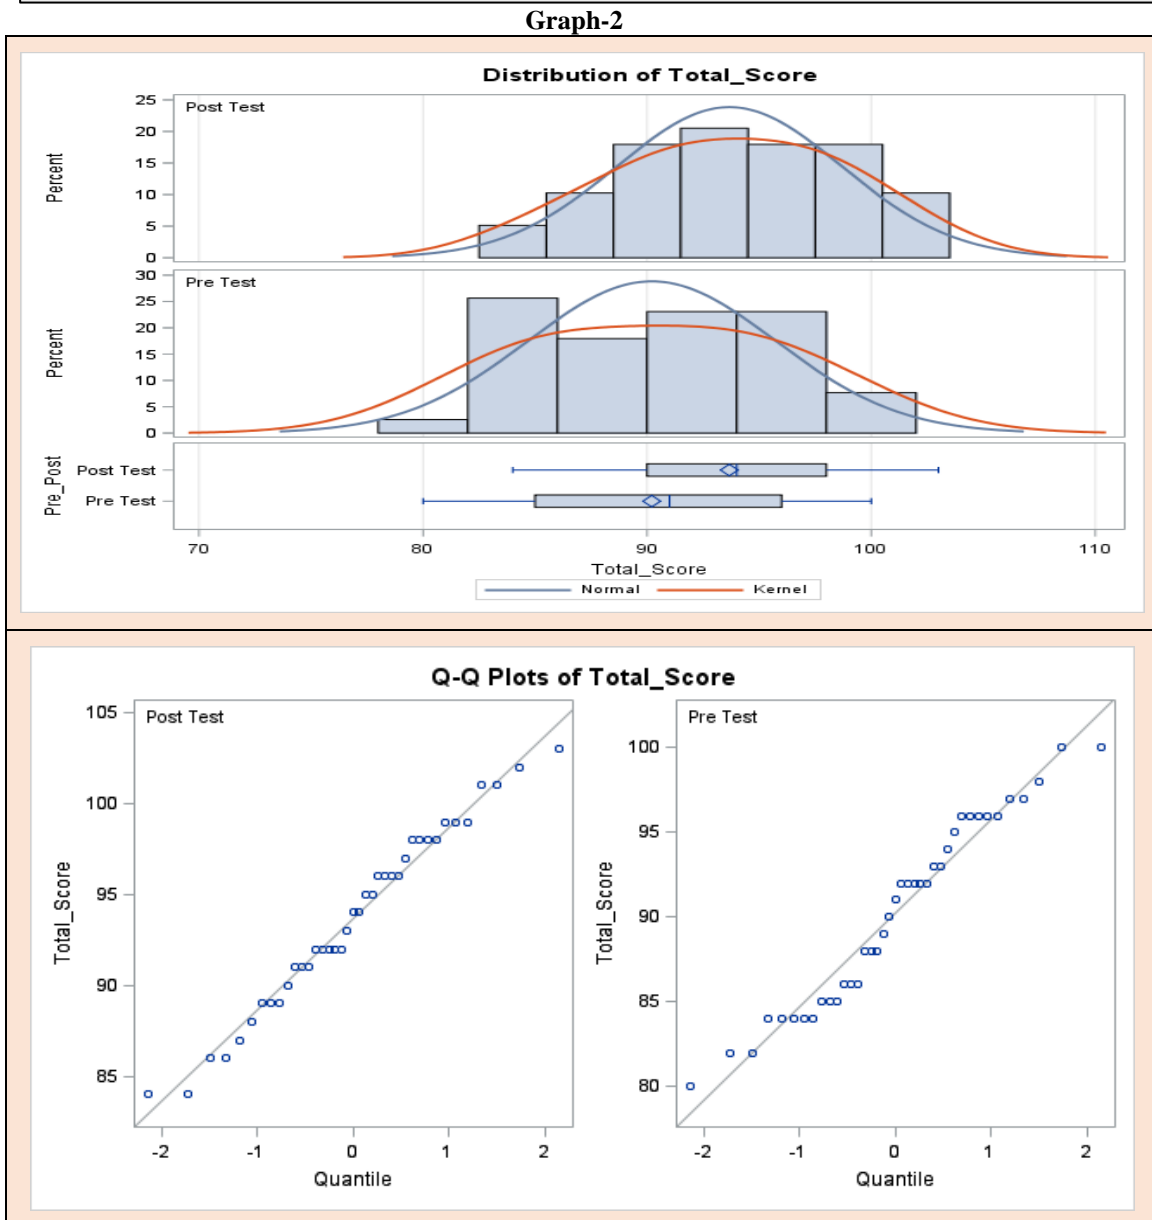 Graph-2
Distribution of Total_Score
Post Test
25
20
15
10
5
0
Percent
Pre Test
30
25
20
15
10
5
0
Percent
Pre_Post
Post Test
Pre Test
70 80 90 100 110
Total_Score
Normal Kernel
Q-Q Plots of Total_Score
Post Test
105
100
95
90
85
Total_Score
-2 -1 0 1 2
Quantile
Pre Test
100
95
90
85
80
Total_Score
-2 -1 0 1 2
Quantile